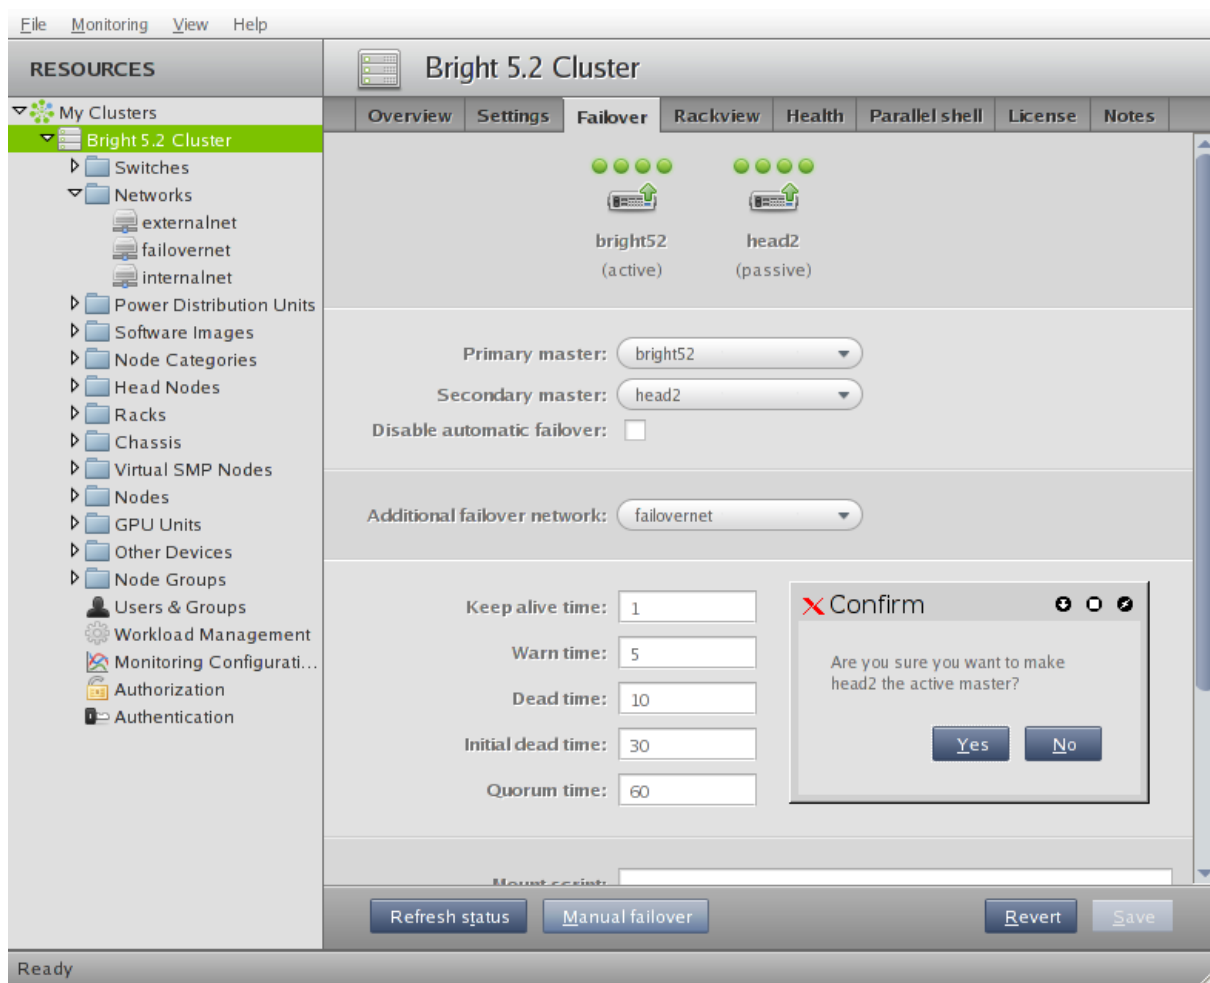 File Monitoring View Help
RESOURCES
Bright 5.2 Cluster
My Clusters
Bright 5.2 Cluster
Switches
Networks
externalnet
failovernet
internalnet
Power Distribution Units
Software Images
Node Categories
Head Nodes
Racks
Chassis
Virtual SMP Nodes
Nodes
GPU Units
Other Devices
Node Groups
Users & Groups
Workload Management
Monitoring Configurati...
Authorization
Authentication
Overview Settings Failover Rackview Health Parallel shell License Notes
bright52 head2
(active) (passive)
Primary master: bright52
Secondary master: head2
Disable automatic failover:
Additional failover network: failovernet
Keep alive time: 1
Warn time: 5
Dead time: 10
Initial dead time: 30
Quorum time: 60
Confirm
Are you sure you want to make
head2 the active master?
Yes No
Mount script:
Refresh status Manual failover Revert Save
Ready